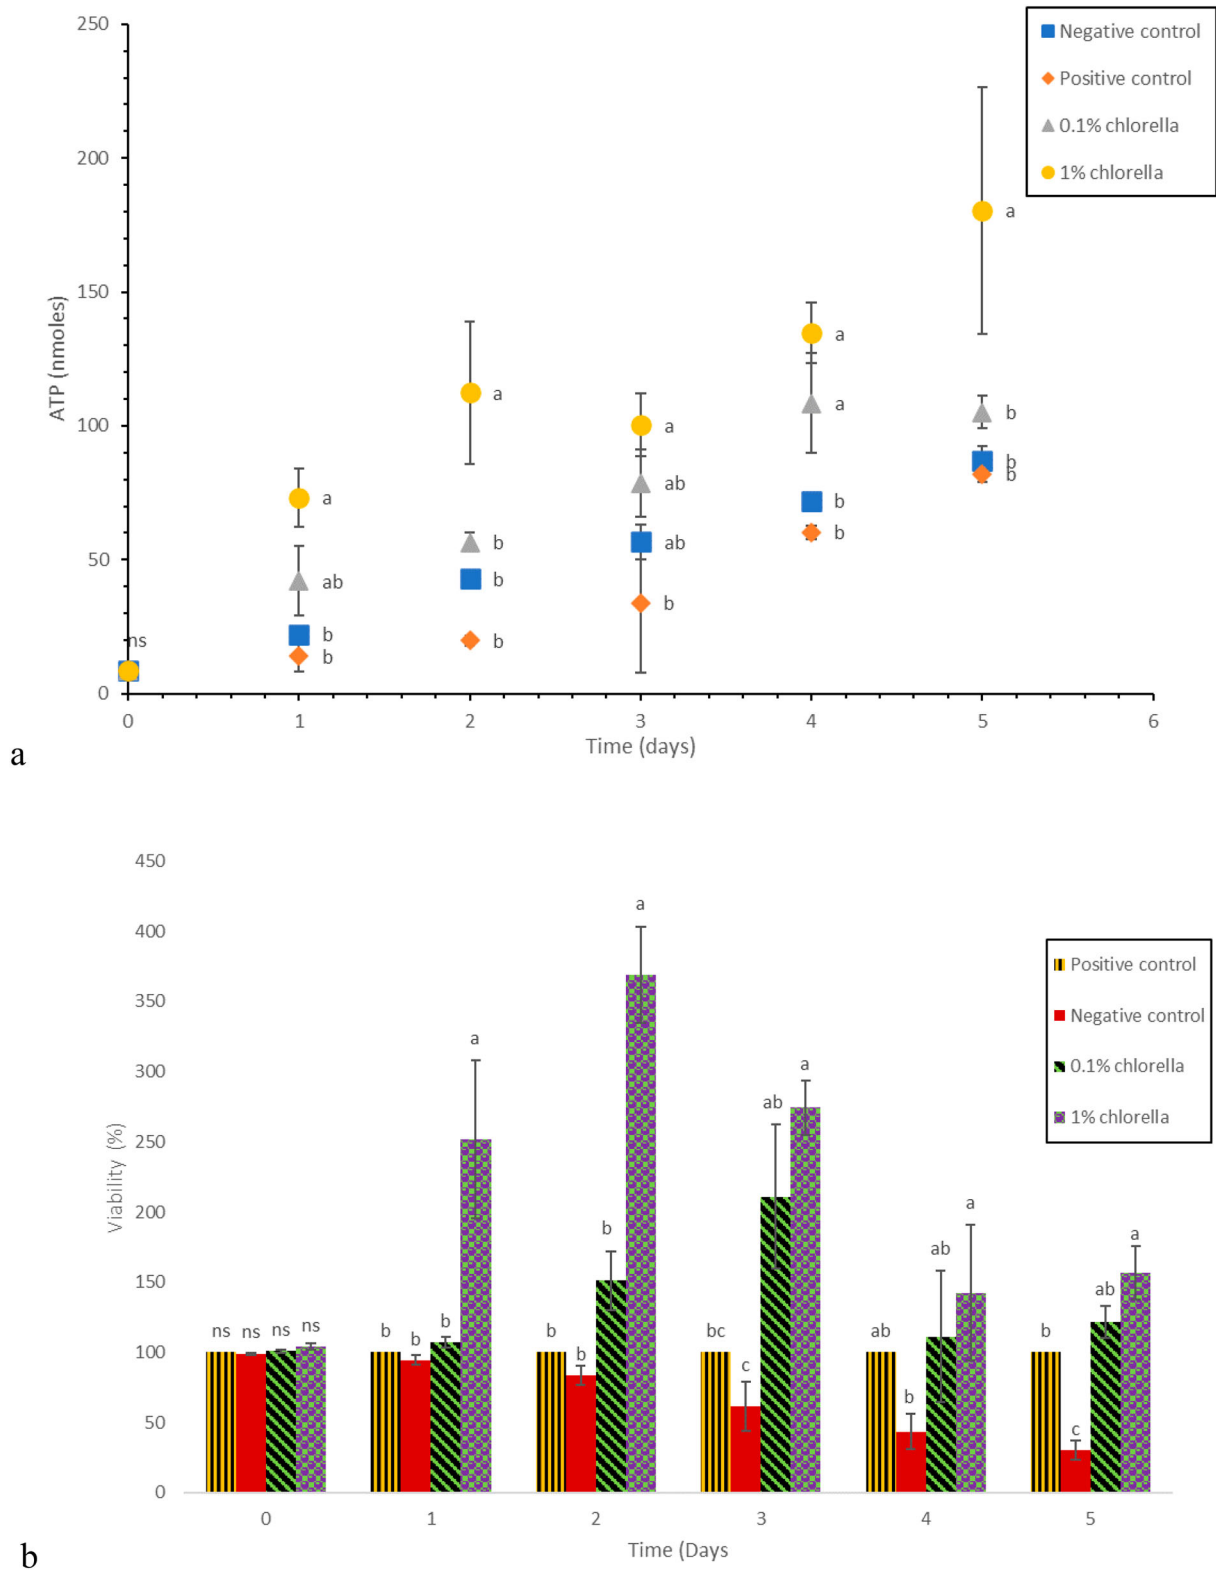 250
200
150
100
50
0
ATP (nmoles)
Negative control
Positive control
0.1% chlorella
1% chlorella
ns
a
ab
b
b
a
b
b
b
a
ab
ab
b
a
a
b
b
a
b
b
b
0 1 2 3 4 5 6
Time (days)
a
450
400
350
300
250
200
150
100
50
0
Viability (%)
Positive control
Negative control
0.1% chlorella
1% chlorella
ns ns ns ns
b b b a
b b b a
bc c ab a
ab b ab a
b c ab a
0 1 2 3 4 5
Time (Days
b